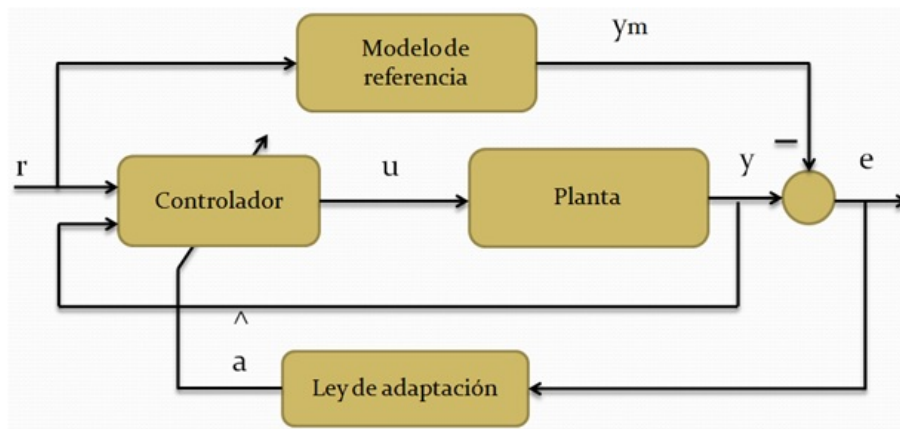 ym
Modelo de
referencia
r
u
y
e
Controlador
Planta
^
a
Ley de adaptación